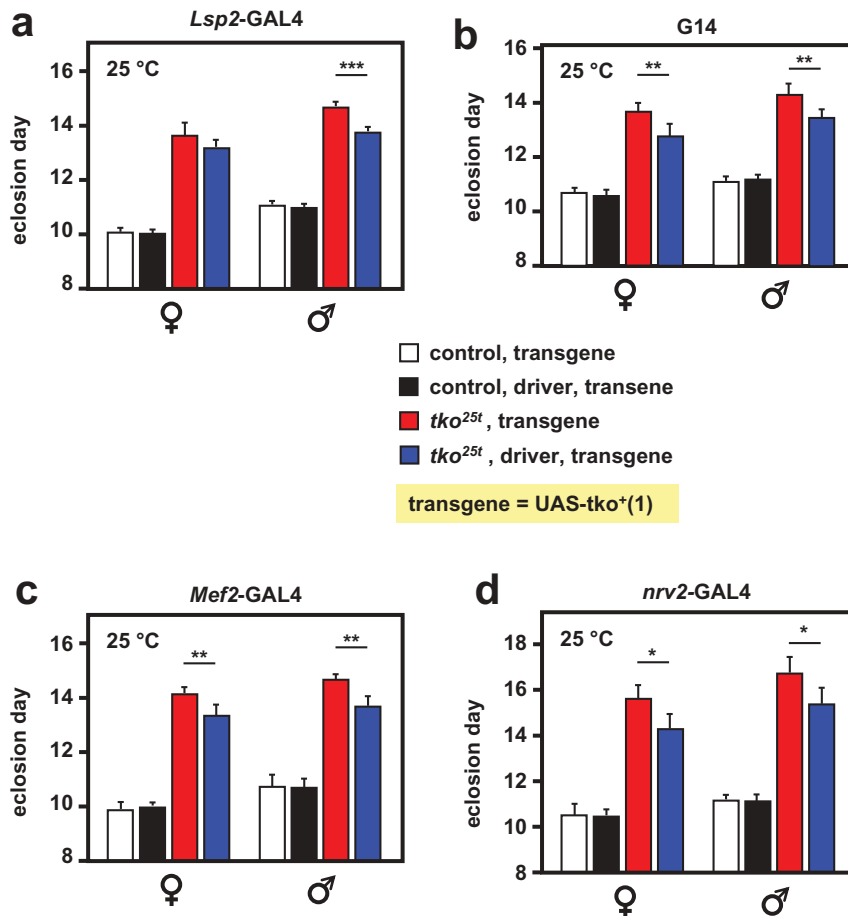 a
Lsp2-GAL4
25 °C
***
eclosion day
16
14
12
10
8
♀ ♂
b
G14
25 °C
** **
eclosion day
16
14
12
10
8
♀ ♂
control, transgene
control, driver, transene
tko25t , transgene
tko25t , driver, transgene
transgene = UAS-tko+(1)
c
Mef2-GAL4
25 °C
** **
eclosion day
16
14
12
10
8
♀ ♂
d
nrv2-GAL4
25 °C
* *
eclosion day
18
16
14
12
10
8
♀ ♂